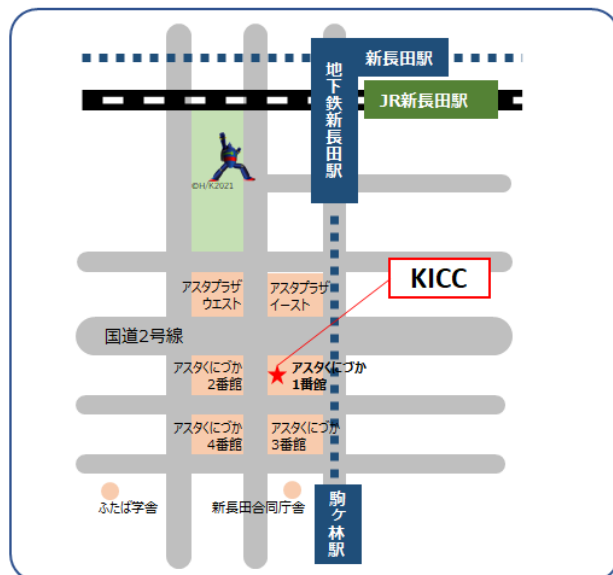 新長田駅
地下鉄新長田駅
JR新長田駅
©H/K2021
KICC
アスタプラザ
ウエスト
アスタプラザ
イースト
国道2号線
アスタくにづか
2番館
アスタくにづか
1番館
アスタくにづか
4番館
アスタくにづか
3番館
ふたば学舎
新長田合同庁舎
駒ヶ林駅